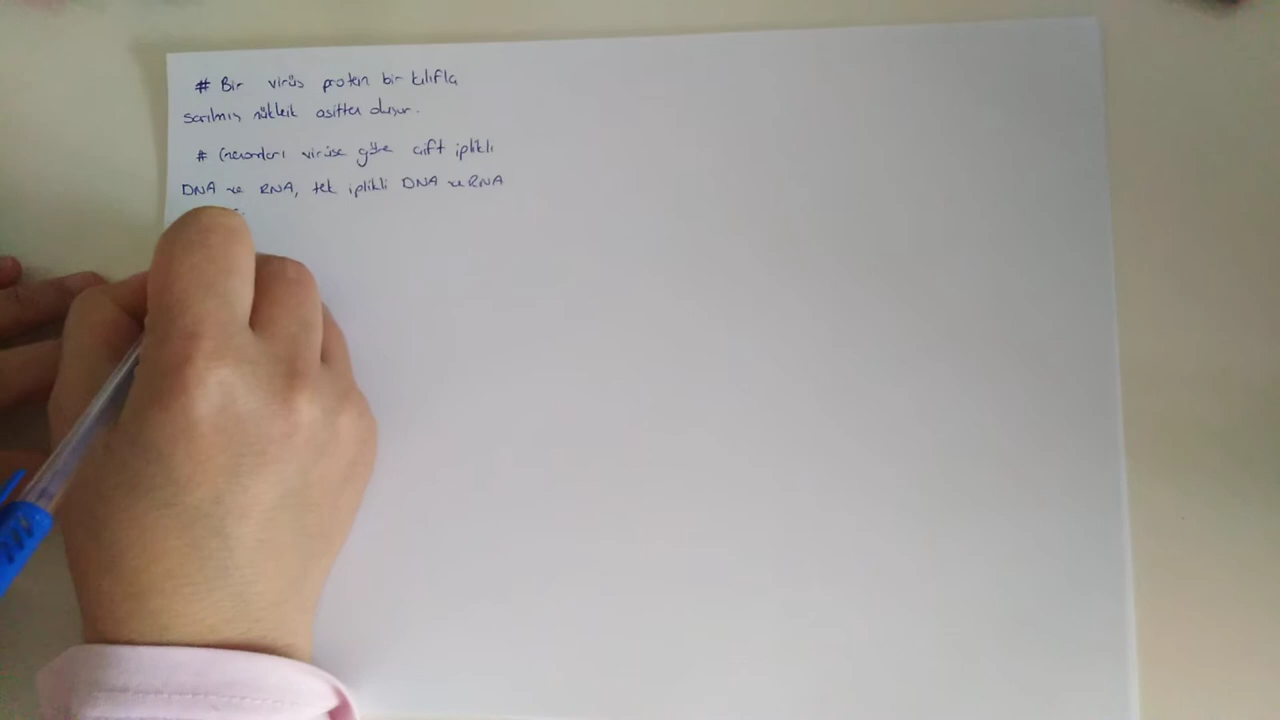 # Bir virüs protein bir kılıfla
sarılmış nükleik asitten oluşur.
# Genomları virüse göre çift iplikli
DNA ve RNA, tek iplikli DNA ve RNA